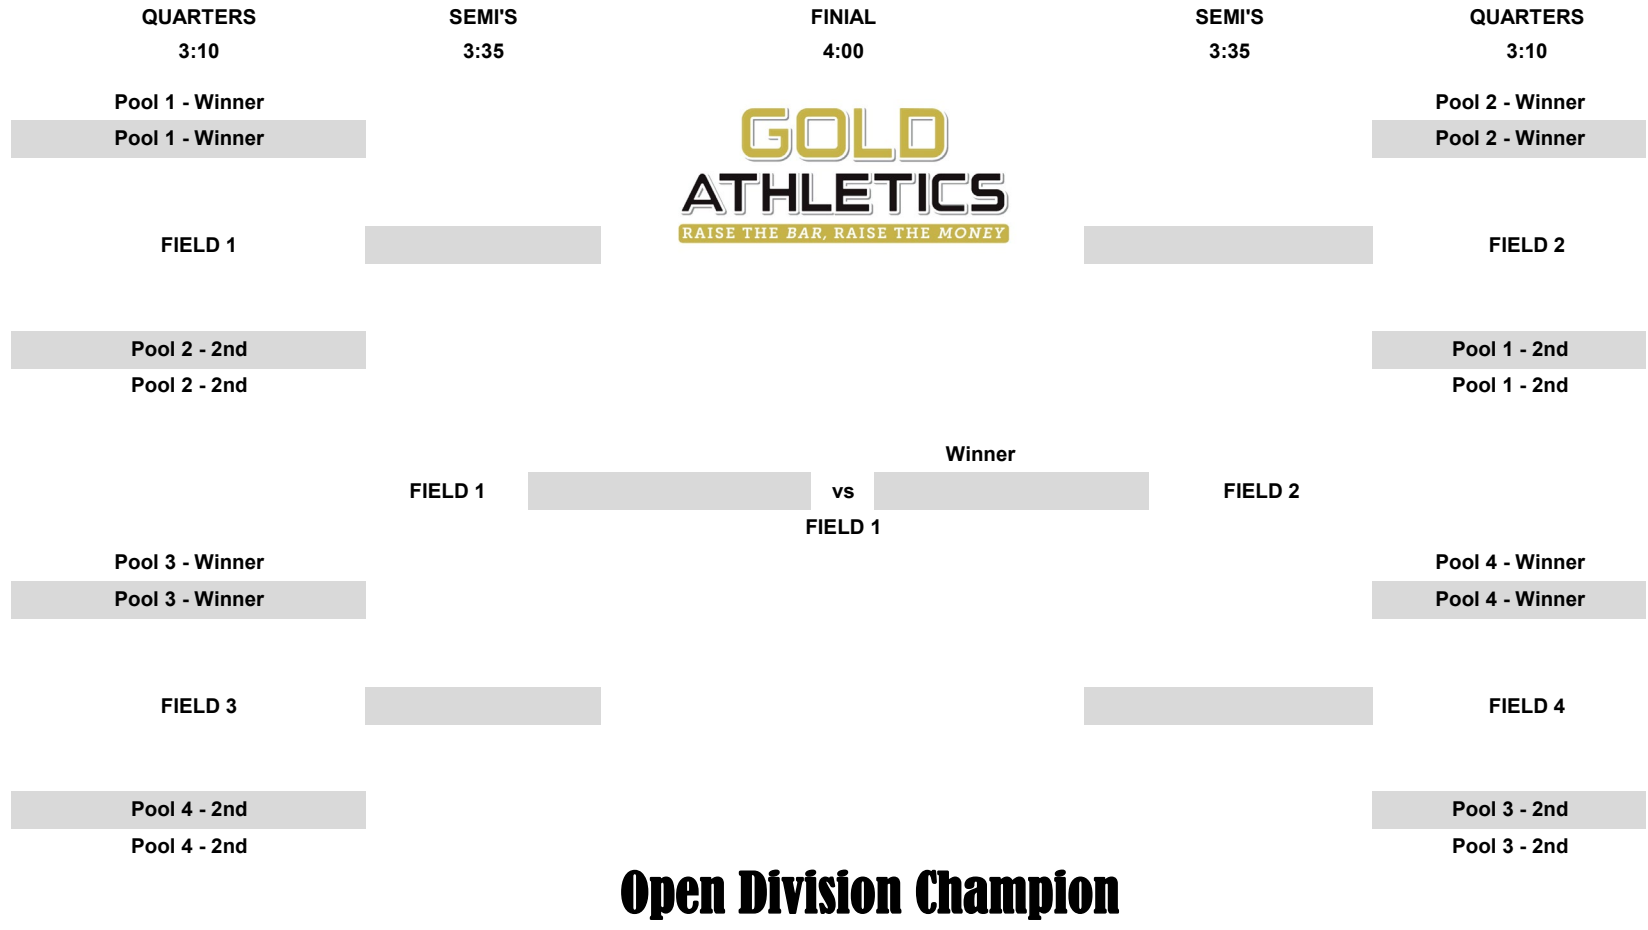 QUARTERS SEMI'S FINIAL SEMI'S QUARTERS
3:10 3:35 4:00 3:35 3:10
Pool 1 - Winner Pool 2 - Winner
Pool 1 - Winner Pool 2 - Winner
GOLD
ATHLETICS
RAISE THE BAR, RAISE THE MONEY
FIELD 1 FIELD 2
Pool 2 - 2nd Pool 1 - 2nd
Pool 2 - 2nd Pool 1 - 2nd
Winner
FIELD 1 vs FIELD 2
FIELD 1
Pool 3 - Winner Pool 4 - Winner
Pool 3 - Winner Pool 4 - Winner
FIELD 3 FIELD 4
Pool 4 - 2nd Pool 3 - 2nd
Pool 4 - 2nd Pool 3 - 2nd
Open Division Champion